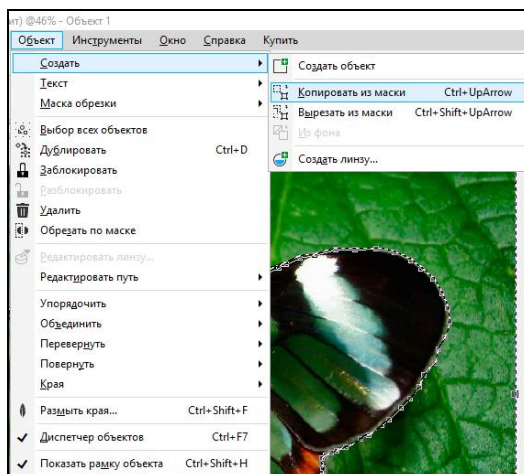 ит) @46% - Объект 1
Объект Инструменты Окно Справка Купить
Создать
Текст
Маска обрезки
Выбор всех объектов
Дублировать Ctrl+D
Заблокировать
Разблокировать
Удалить
Обрезать по маске
Редактировать линзу...
Редактировать путь
Упорядочить
Объединить
Перевернуть
Повернуть
Края
Размыть края... Ctrl+Shift+F
Диспетчер объектов Ctrl+F7
Показать рамку объекта Ctrl+Shift+H
Создать объект
Копировать из маски Ctrl+UpArrow
Вырезать из маски Ctrl+Shift+UpArrow
Из фона
Создать линзу...